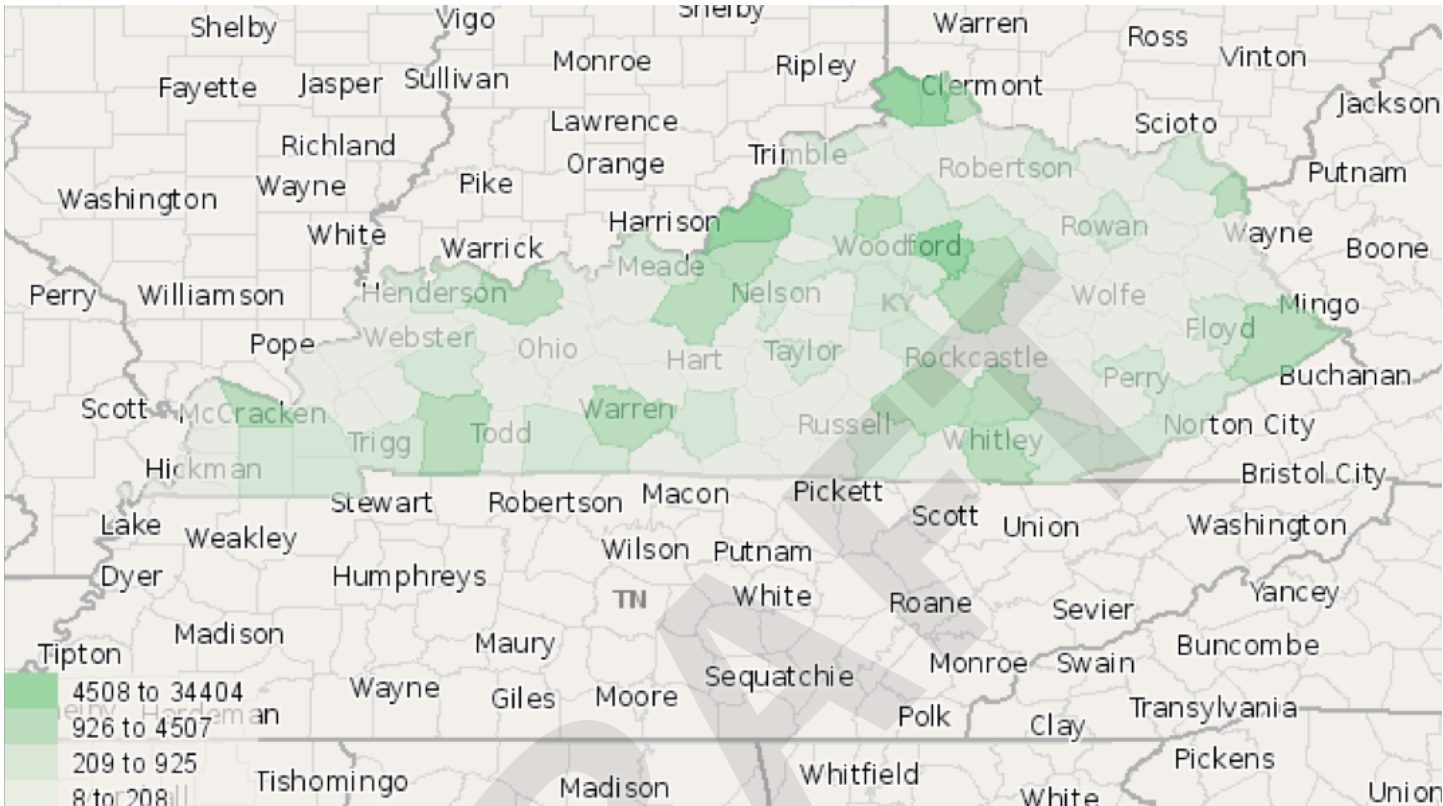 Shelby
Vigo
Shelby
Warren
Ross
Vinton
Fayette
Jasper
Sullivan
Monroe
Ripley
Clermont
Jackson
Lawrence
Scioto
Richland
Orange
Trimble
Robertson
Putnam
Washington
Wayne
Pike
White
Warrick
Harrison
Woodford
Rowan
Wayne
Boone
Perry
Williamson
Henderson
Meade
Nelson
KY
Wolfe
Mingo
Pope
Webster
Ohio
Hart
Taylor
Rockcastle
Floyd
Perry
Buchanan
Scott
McCracken
Trigg
Todd
Warren
Russell
Whitley
Norton City
Hickman
Stewart
Robertson
Macon
Pickett
Scott
Union
Bristol City
Washington
Lake
Weakley
Wilson
Putnam
Dyer
Humphreys
TN
White
Roane
Sevier
Yancey
Tipton
Madison
Maury
Sequatchie
Monroe
Swain
Buncombe
Wayne
Giles
Moore
Polk
Clay
Transylvania
4508 to 34404
Hardeman
926 to 4507
209 to 925
8 to 208
Tishomingo
Madison
Whitfield
White
Pickens
Union